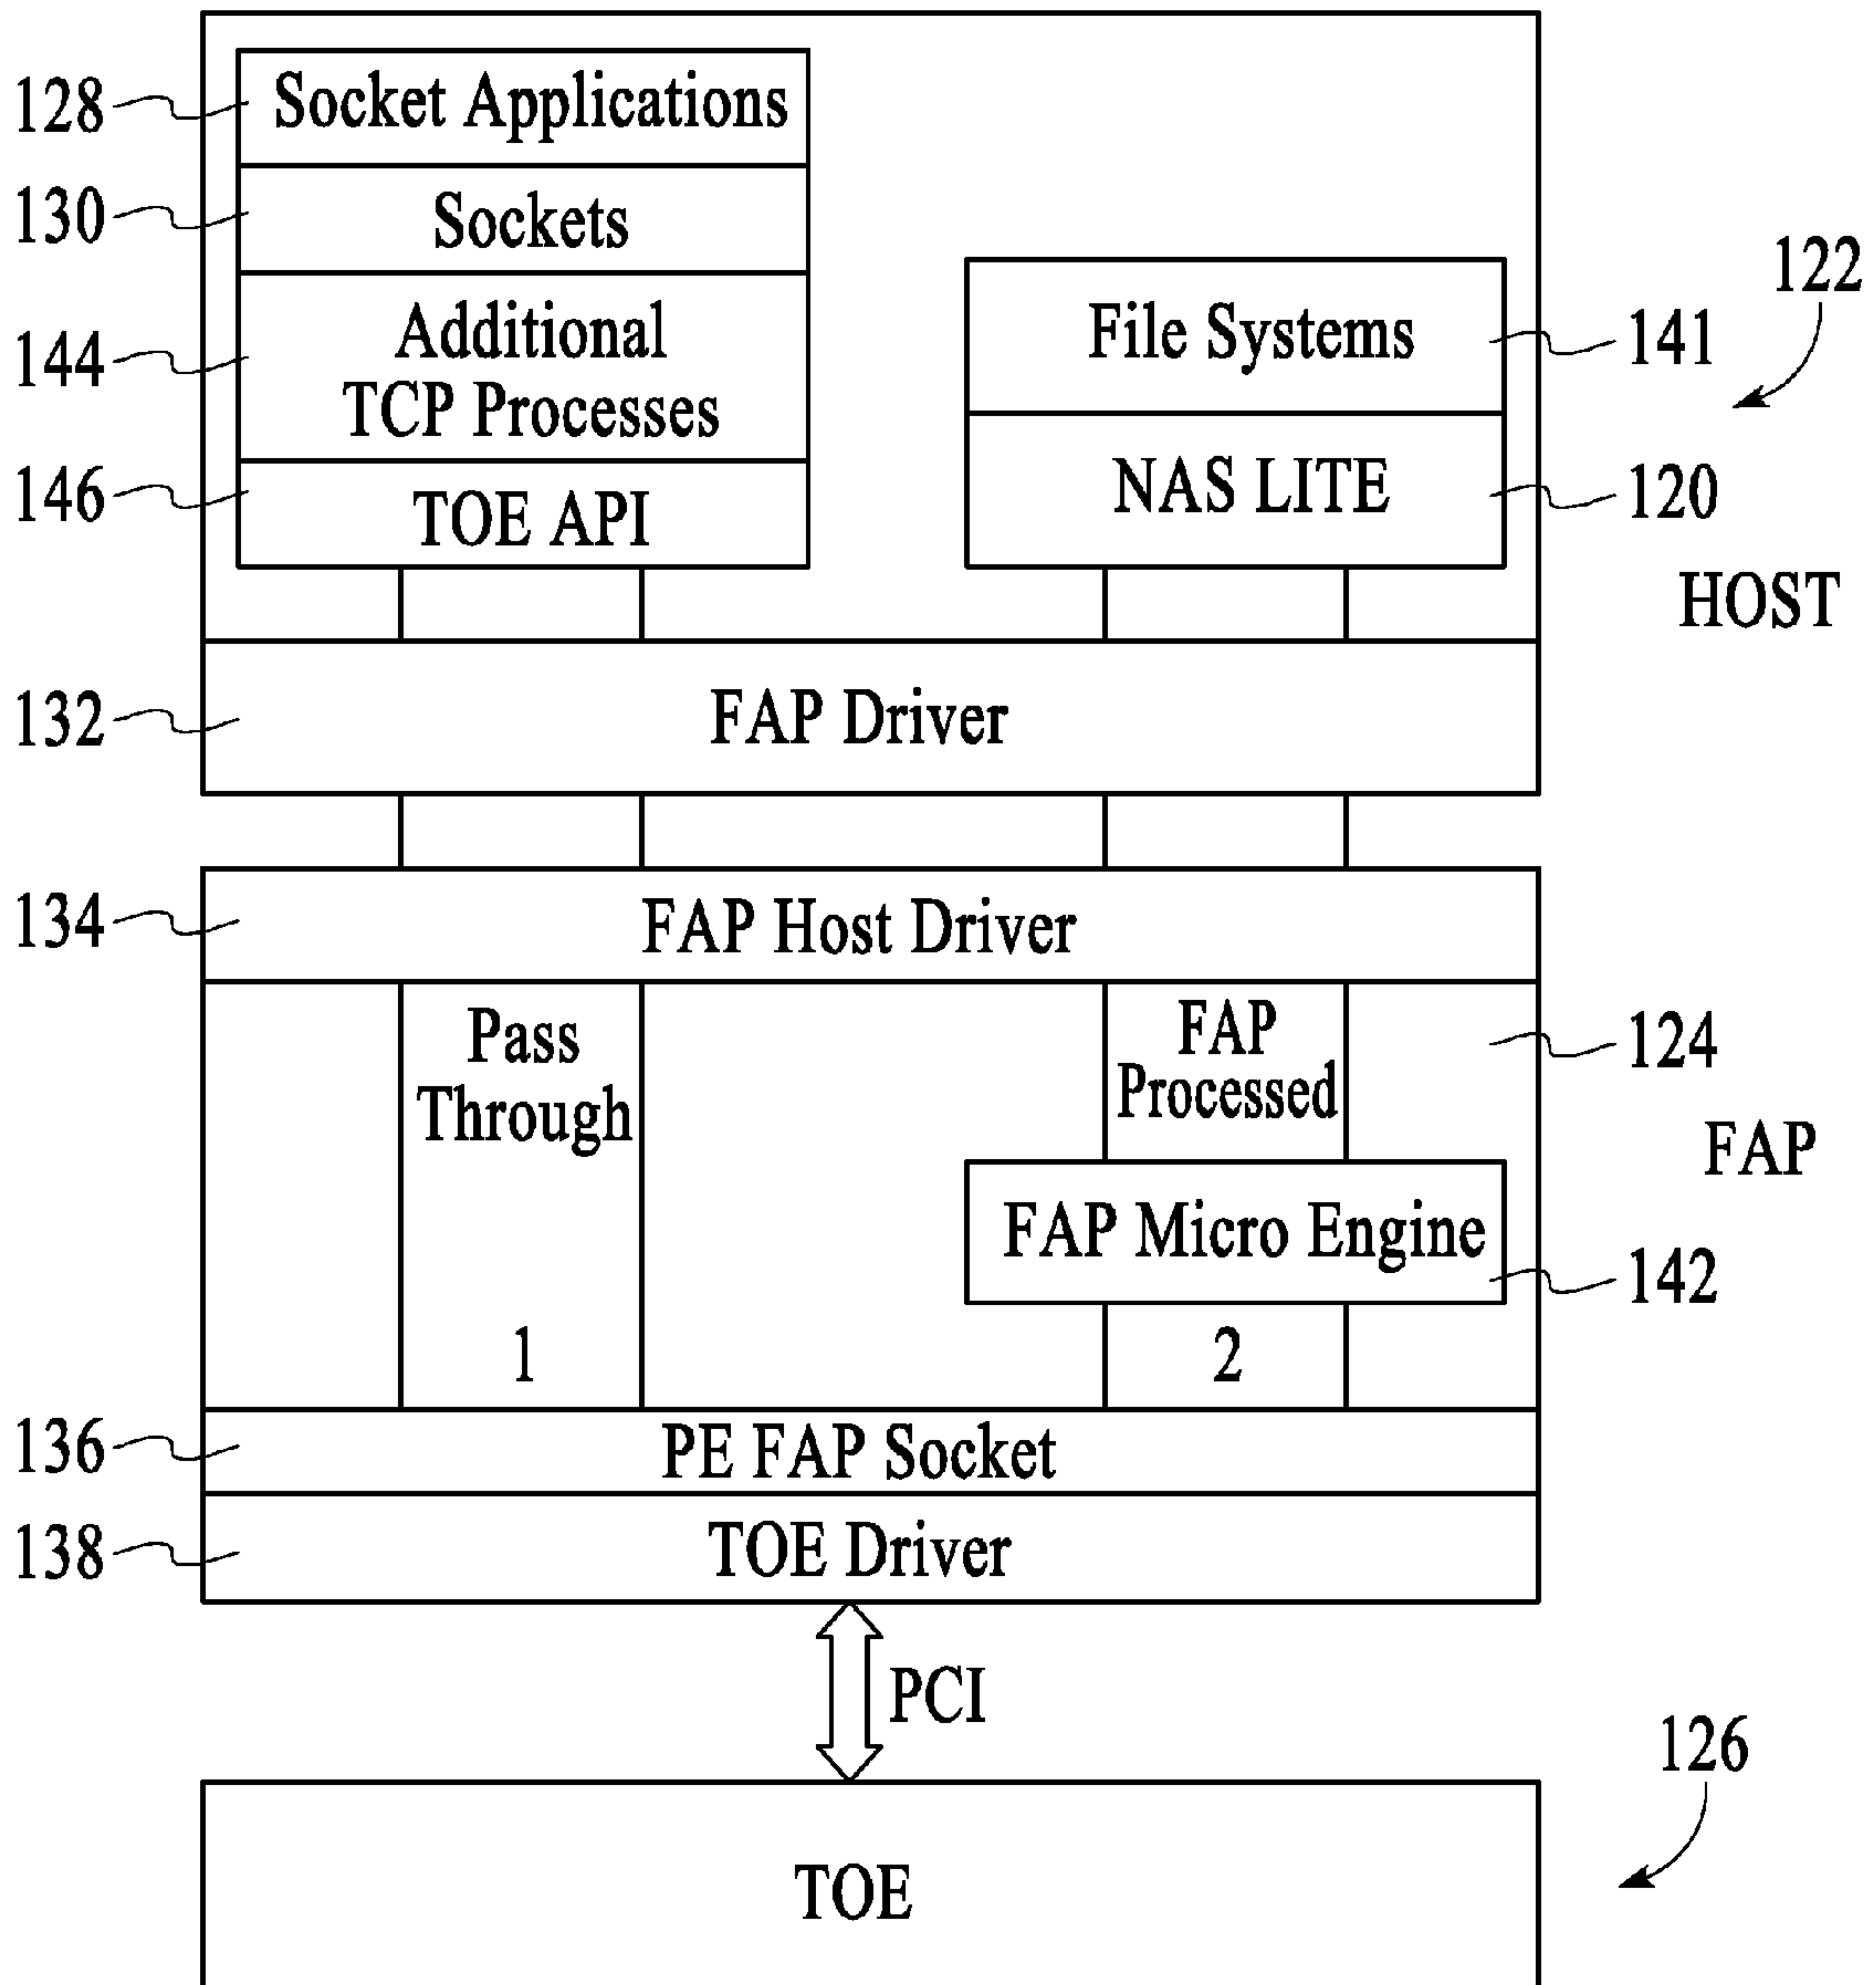 128
Socket Applications
130
Sockets
144
Additional
TCP Processes
146
TOE API
File Systems
141
122
NAS LITE
120
HOST
132
FAP Driver
134
FAP Host Driver
Pass
Through
1
FAP
Processed
124
FAP
FAP Micro Engine
142
2
136
PE FAP Socket
138
TOE Driver
PCI
126
TOE